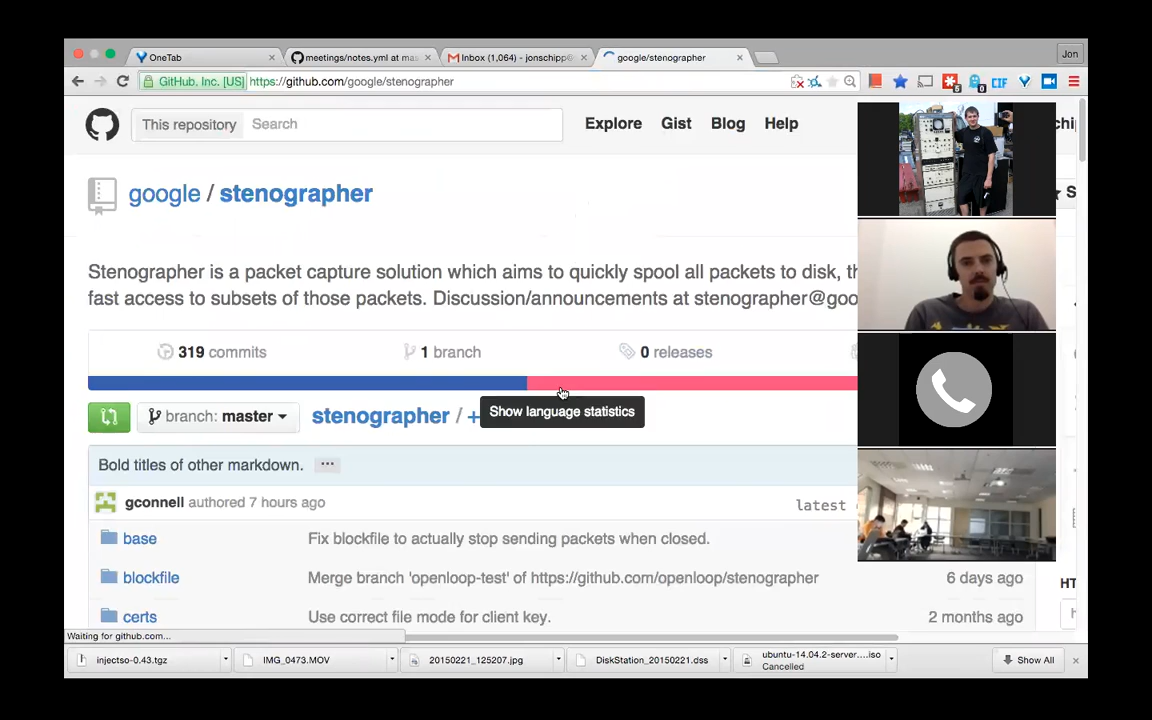 OneTab
meetings/notes.yml at mas
Inbox (1,064) - jonschipp@
google/stenographer
Jon
GitHub, Inc. [US]
https://github.com/google/stenographer
5
0
CIF
This repository
Search
Explore
Gist
Blog
Help
chi
google / stenographer
S
Stenographer is a packet capture solution which aims to quickly spool all packets to disk, th
fast access to subsets of those packets. Discussion/announcements at stenographer@goo
319 commits
1 branch
0 releases
Show language statistics
branch: master
stenographer / +
Bold titles of other markdown. ...
gconnell authored 7 hours ago
latest
base
Fix blockfile to actually stop sending packets when closed.
blockfile
Merge branch 'openloop-test' of https://github.com/openloop/stenographer
6 days ago
HT
certs
Use correct file mode for client key.
2 months ago
Waiting for github.com...
injectso-0.43.tgz
IMG_0473.MOV
20150221_125207.jpg
DiskStation_20150221.dss
ubuntu-14.04.2-server....iso
Cancelled
Show All